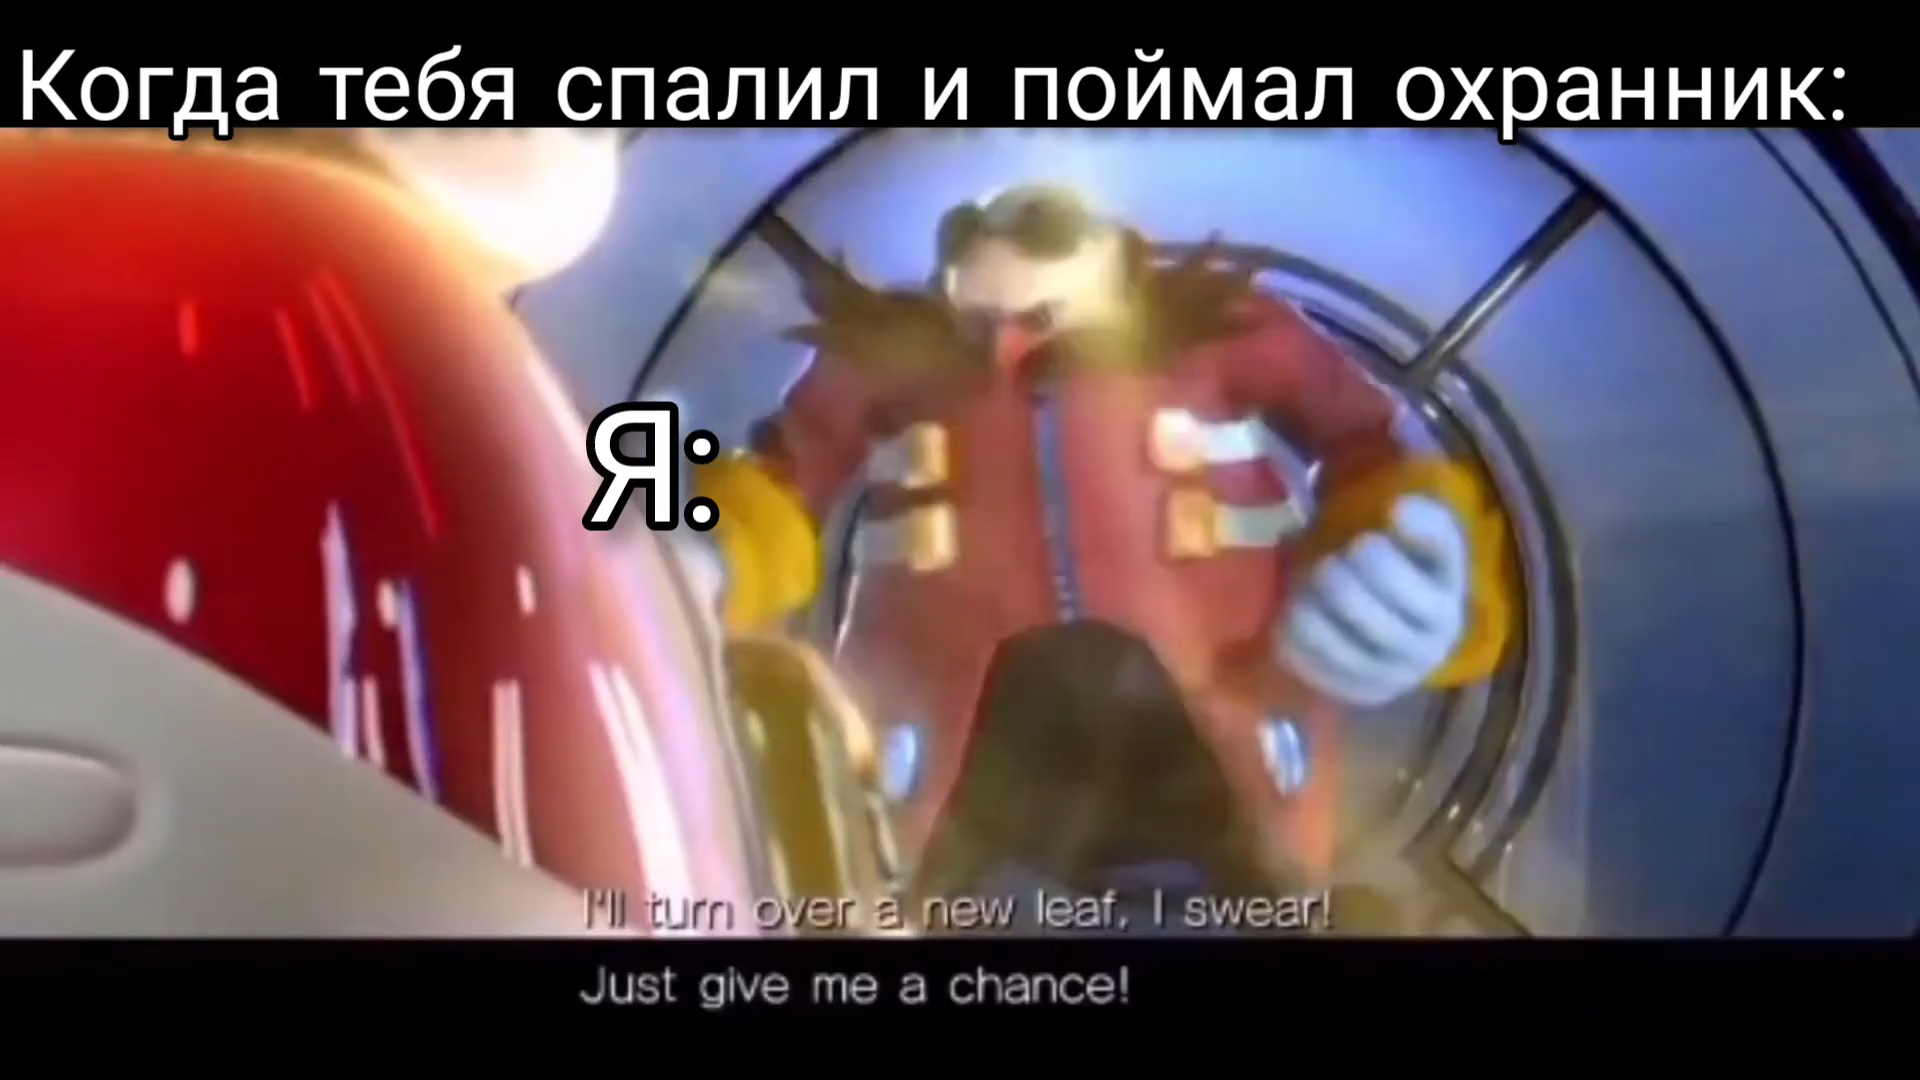 Когда тебя спалил и поймал охранник:
Я:
I'll turn over a new leaf, I swear!
Just give me a chance!